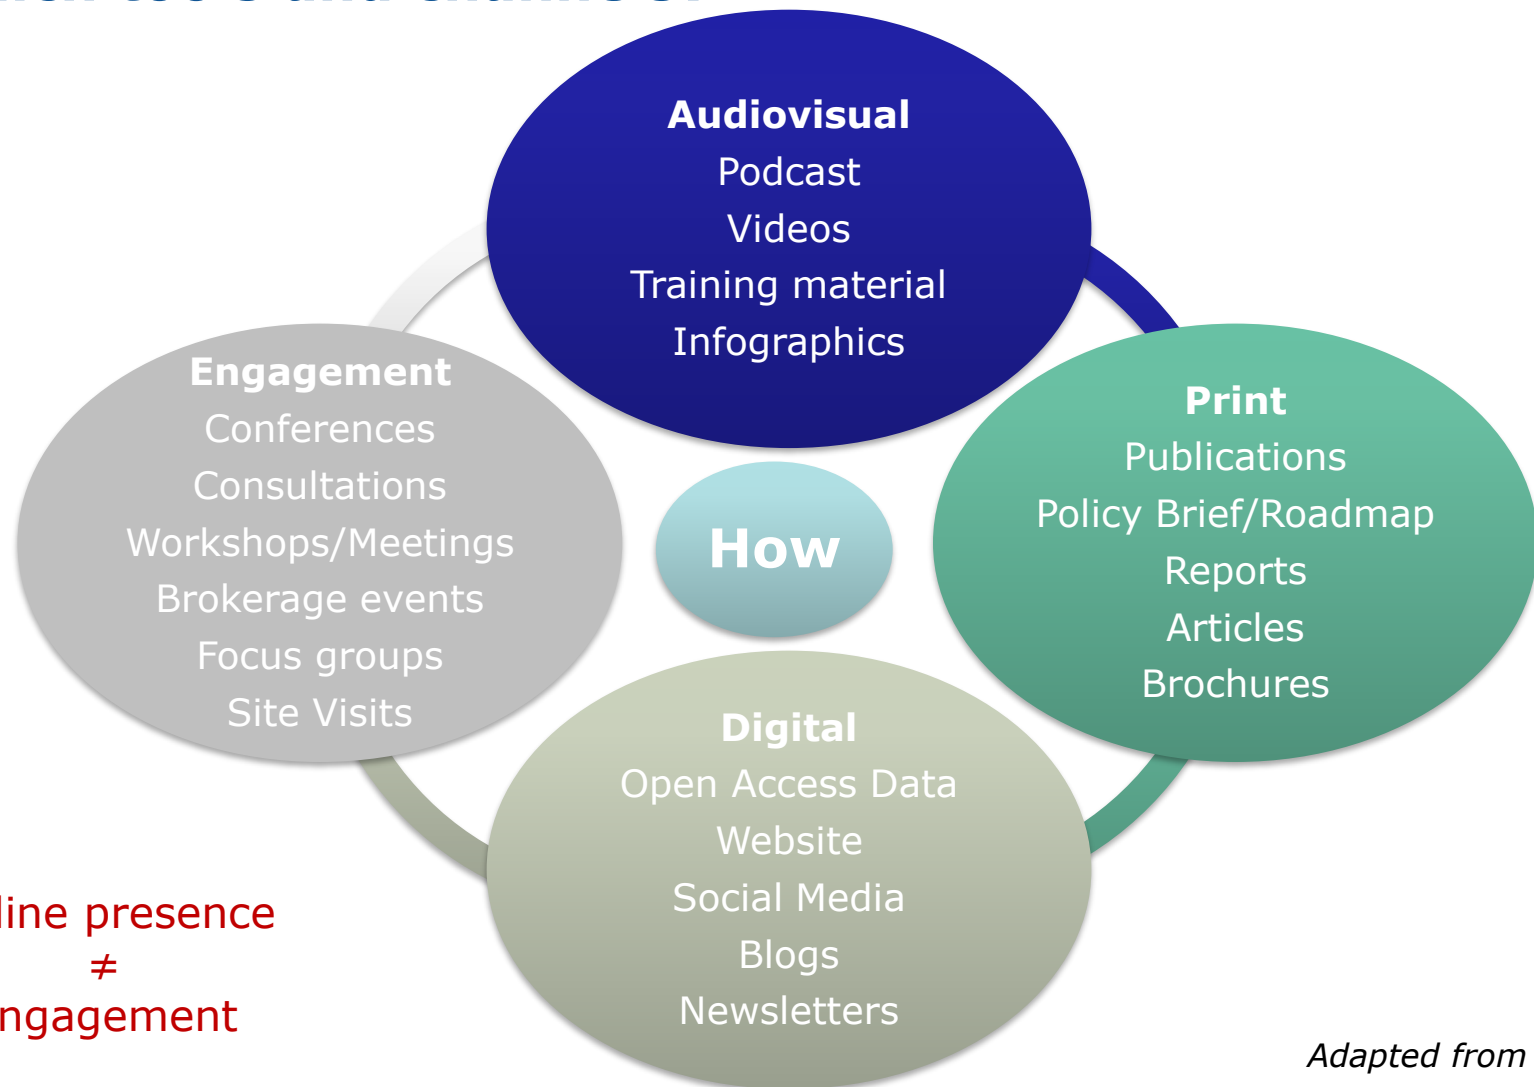 and
Audiovisual
Podcast
Videos
Training material
Infographics
Engagement
Conferences
Consultations
Workshops/Meetings
Brokerage events
Focus groups
Site Visits
How
Print
Publications
Policy Brief/Roadmap
Reports
Articles
Brochures
Digital
Open Access Data
Website
Social Media
Blogs
Newsletters
line presence
≠
ngagement
Adapted from